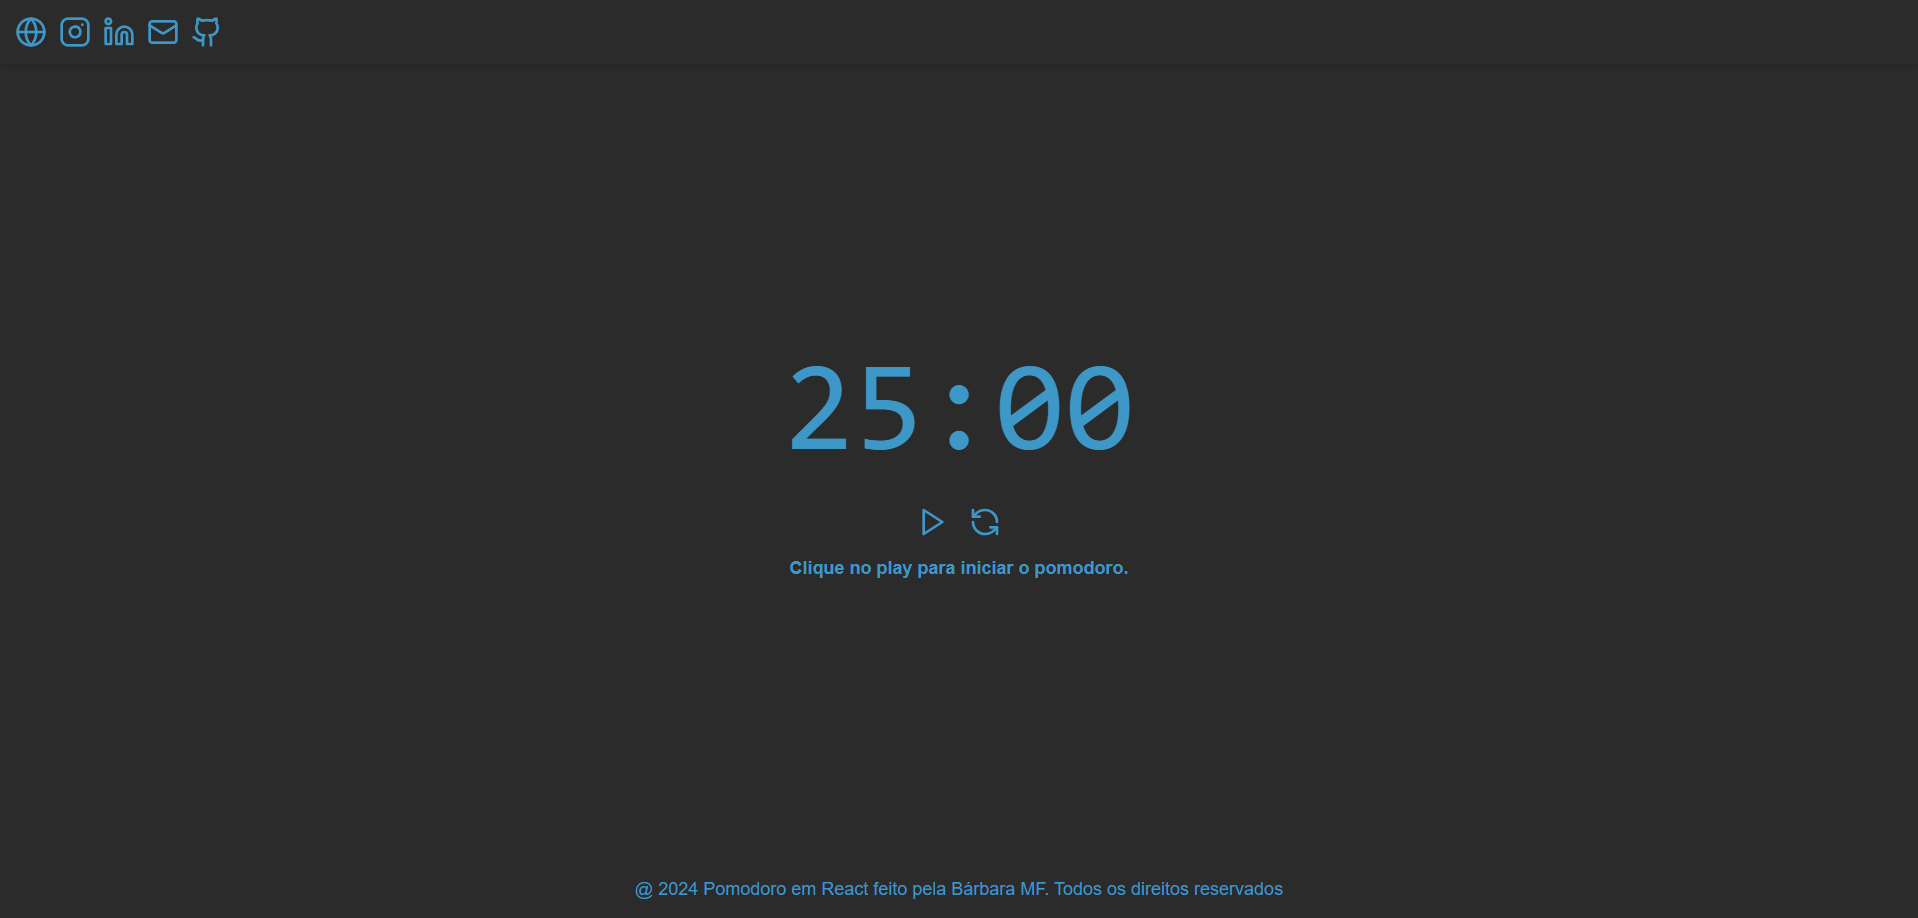 25:00
Clique no play para iniciar o pomodoro.
@ 2024 Pomodoro em React feito pela Bárbara MF. Todos os direitos reservados